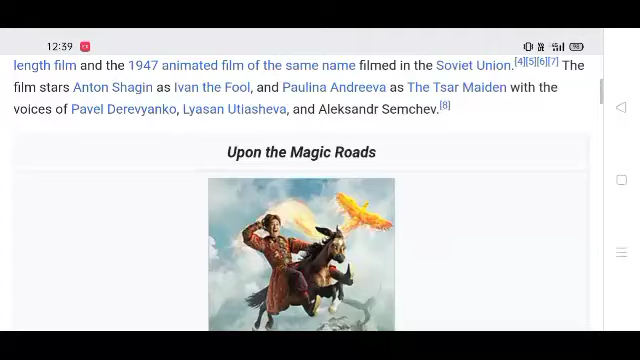 12:39
length film and the 1947 animated film of the same name filmed in the Soviet Union.[4][5][6][7] The
film stars Anton Shagin as Ivan the Fool, and Paulina Andreeva as The Tsar Maiden with the
voices of Pavel Derevyanko, Lyasan Utiasheva, and Aleksandr Semchev.[8]
Upon the Magic Roads